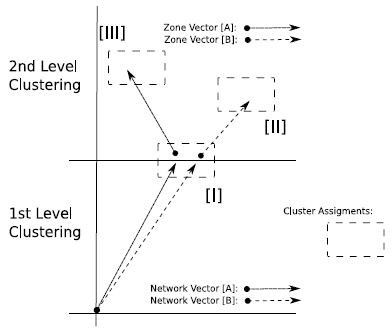 Zone Vector [A]:
[III]
Zone Vector [B]:
2nd Level
Clustering
[II]
[I]
1st Level
Clustering
Cluster Assigments:
Network Vector [A]:
Network Vector [B]: